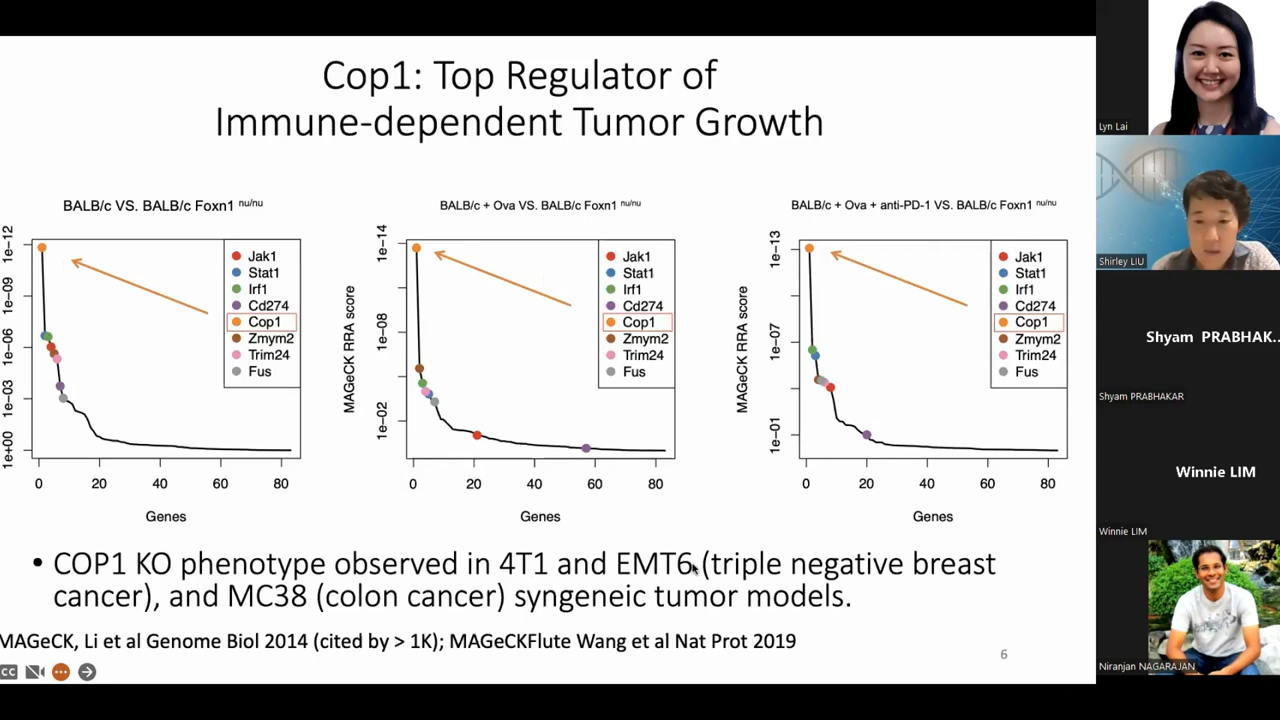 Cop1: Top Regulator of
Immune-dependent Tumor Growth
BALB/c VS. BALB/c Foxn1 nu/nu
1e-12
1e-09
1e-06
1e-03
1e+00
Jak1
Stat1
Irf1
Cd274
Cop1
Zmym2
Trim24
Fus
0 20 40 60 80
Genes
BALB/c + Ova VS. BALB/c Foxn1 nu/nu
MAGeCK RRA score
1e-14
1e-08
1e-02
Jak1
Stat1
Irf1
Cd274
Cop1
Zmym2
Trim24
Fus
0 20 40 60 80
Genes
BALB/c + Ova + anti-PD-1 VS. BALB/c Foxn1 nu/nu
MAGeCK RRA score
1e-13
1e-07
1e-01
Jak1
Stat1
Irf1
Cd274
Cop1
Zmym2
Trim24
Fus
0 20 40 60 80
Genes
• COP1 KO phenotype observed in 4T1 and EMT6 (triple negative breast
cancer), and MC38 (colon cancer) syngeneic tumor models.
MAGeCK, Li et al Genome Biol 2014 (cited by > 1K); MAGeCKFlute Wang et al Nat Prot 2019
6
CC
Lyn Lai
Shirley LIU
Shyam PRABHAK...
Shyam PRABHAKAR
Winnie LIM
Winnie LIM
Niranjan NAGARAJAN